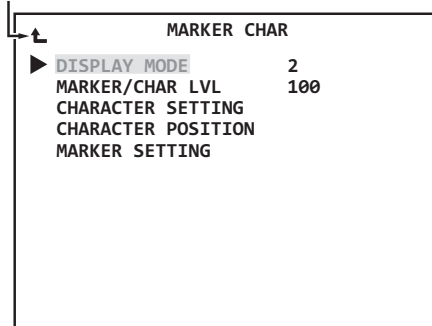 MARKER CHAR
DISPLAY MODE 2
MARKER/CHAR LVL 100
CHARACTER SETTING
CHARACTER POSITION
MARKER SETTING